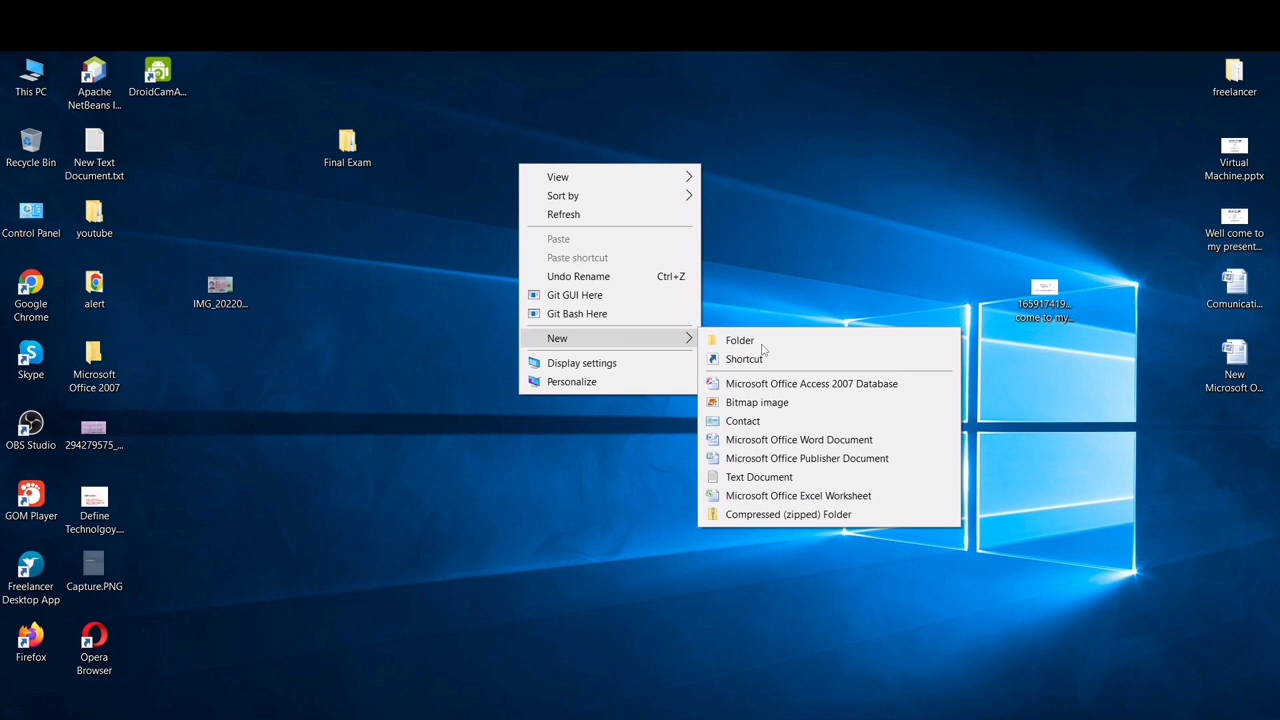 This PC
Apache
NetBeans I...
DroidCamA...
Recycle Bin
New Text
Document.txt
Control Panel
youtube
Google
Chrome
alert
Skype
Microsoft
Office 2007
OBS Studio
294279575_...
GOM Player
Define
Technolgoy...
Freelancer
Desktop App
Capture.PNG
Firefox
Opera
Browser
IMG_20220...
Final Exam
View
Sort by
Refresh
Paste
Paste shortcut
Undo Rename Ctrl+Z
Git GUI Here
Git Bash Here
New
Display settings
Personalize
Folder
Shortcut
Microsoft Office Access 2007 Database
Bitmap image
Contact
Microsoft Office Word Document
Microsoft Office Publisher Document
Text Document
Microsoft Office Excel Worksheet
Compressed (zipped) Folder
165917419...
come to my...
freelancer
Virtual
Machine.pptx
Well come to
my present...
Comunicati...
New
Microsoft O...